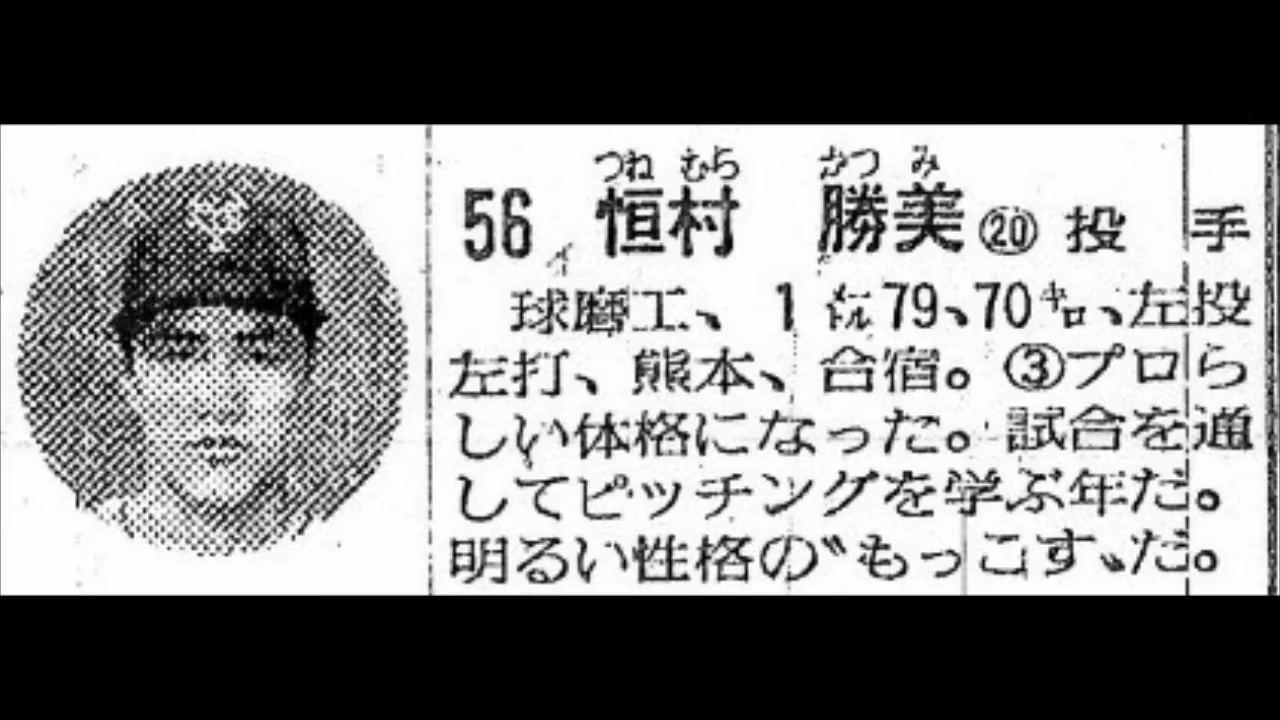 つねむら かつみ
56 恒村 勝美⑳投手
球磨工、1メートル79、70キロ、左投
左打、熊本、合宿。③プロら
しい体格になった。試合を通
してピッチングを学ぶ年だ。
明るい性格の〝もっこす〟だ。